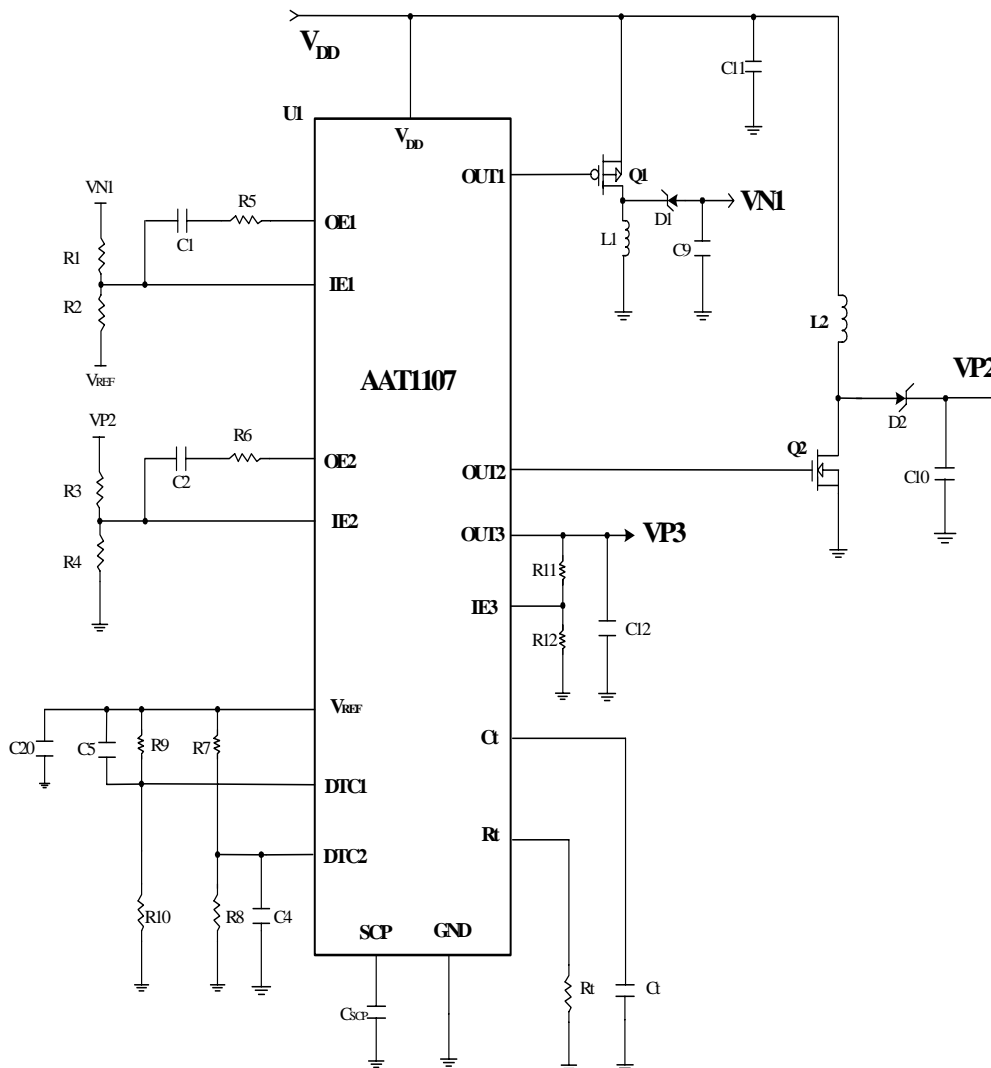 VDD
C11
U1
VDD
OUT1
Q1
VN1
R5
OE1
VN1
D1
C1
L1
C9
R1
IE1
R2
L2
VREF
AAT1107
VP2
VP2
D2
R6
OE2
Q2
C2
OUT2
C10
R3
IE2
OUT3
VP3
R4
R11
IE3
R12
C12
VREF
C20
C5
R9
R7
Ct
DTC1
Rt
DTC2
R10
R8
C4
SCP
GND
CSCP
Rt
Ct